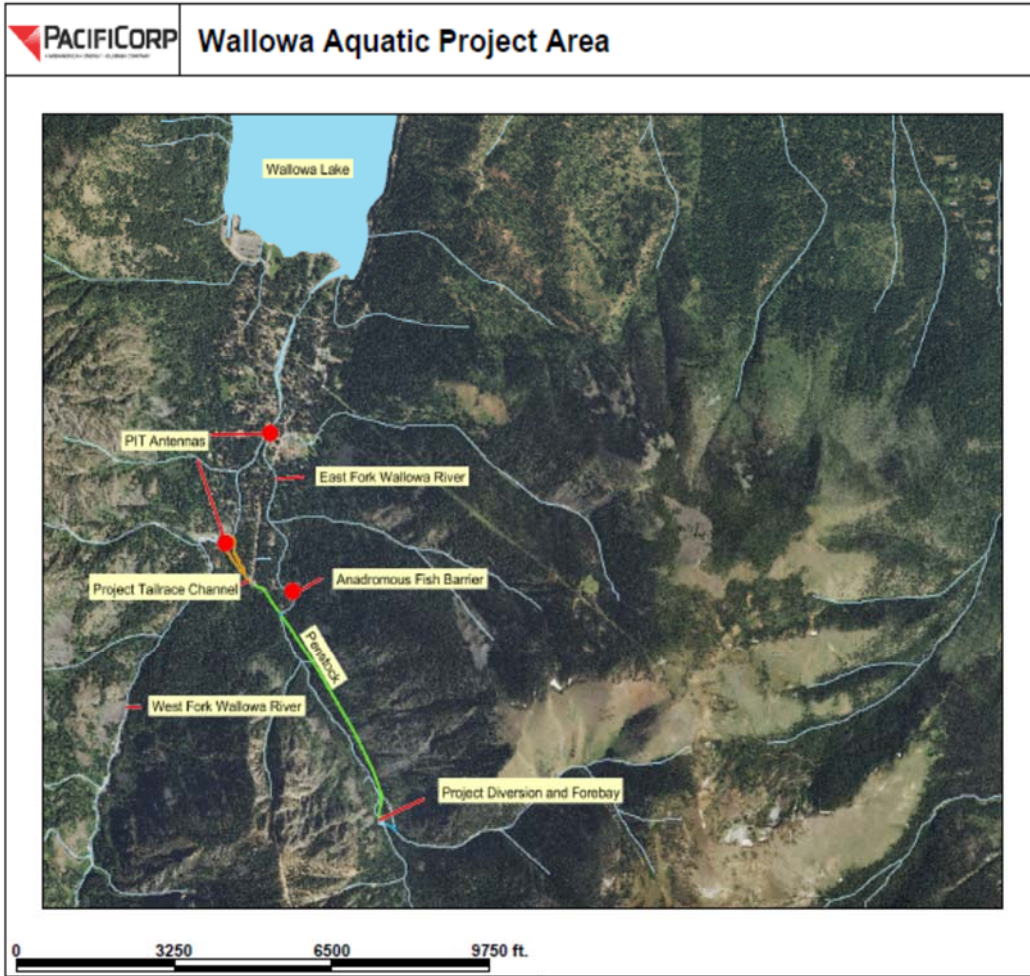 PACIFICORP
Wallowa Aquatic Project Area
Wallowa Lake
PIT Antennas
East Fork Wallowa River
Project Tailrace Channel
Anadromous Fish Barrier
Penstock
West Fork Wallowa River
Project Diversion and Forebay
0 3250 6500 9750 ft.